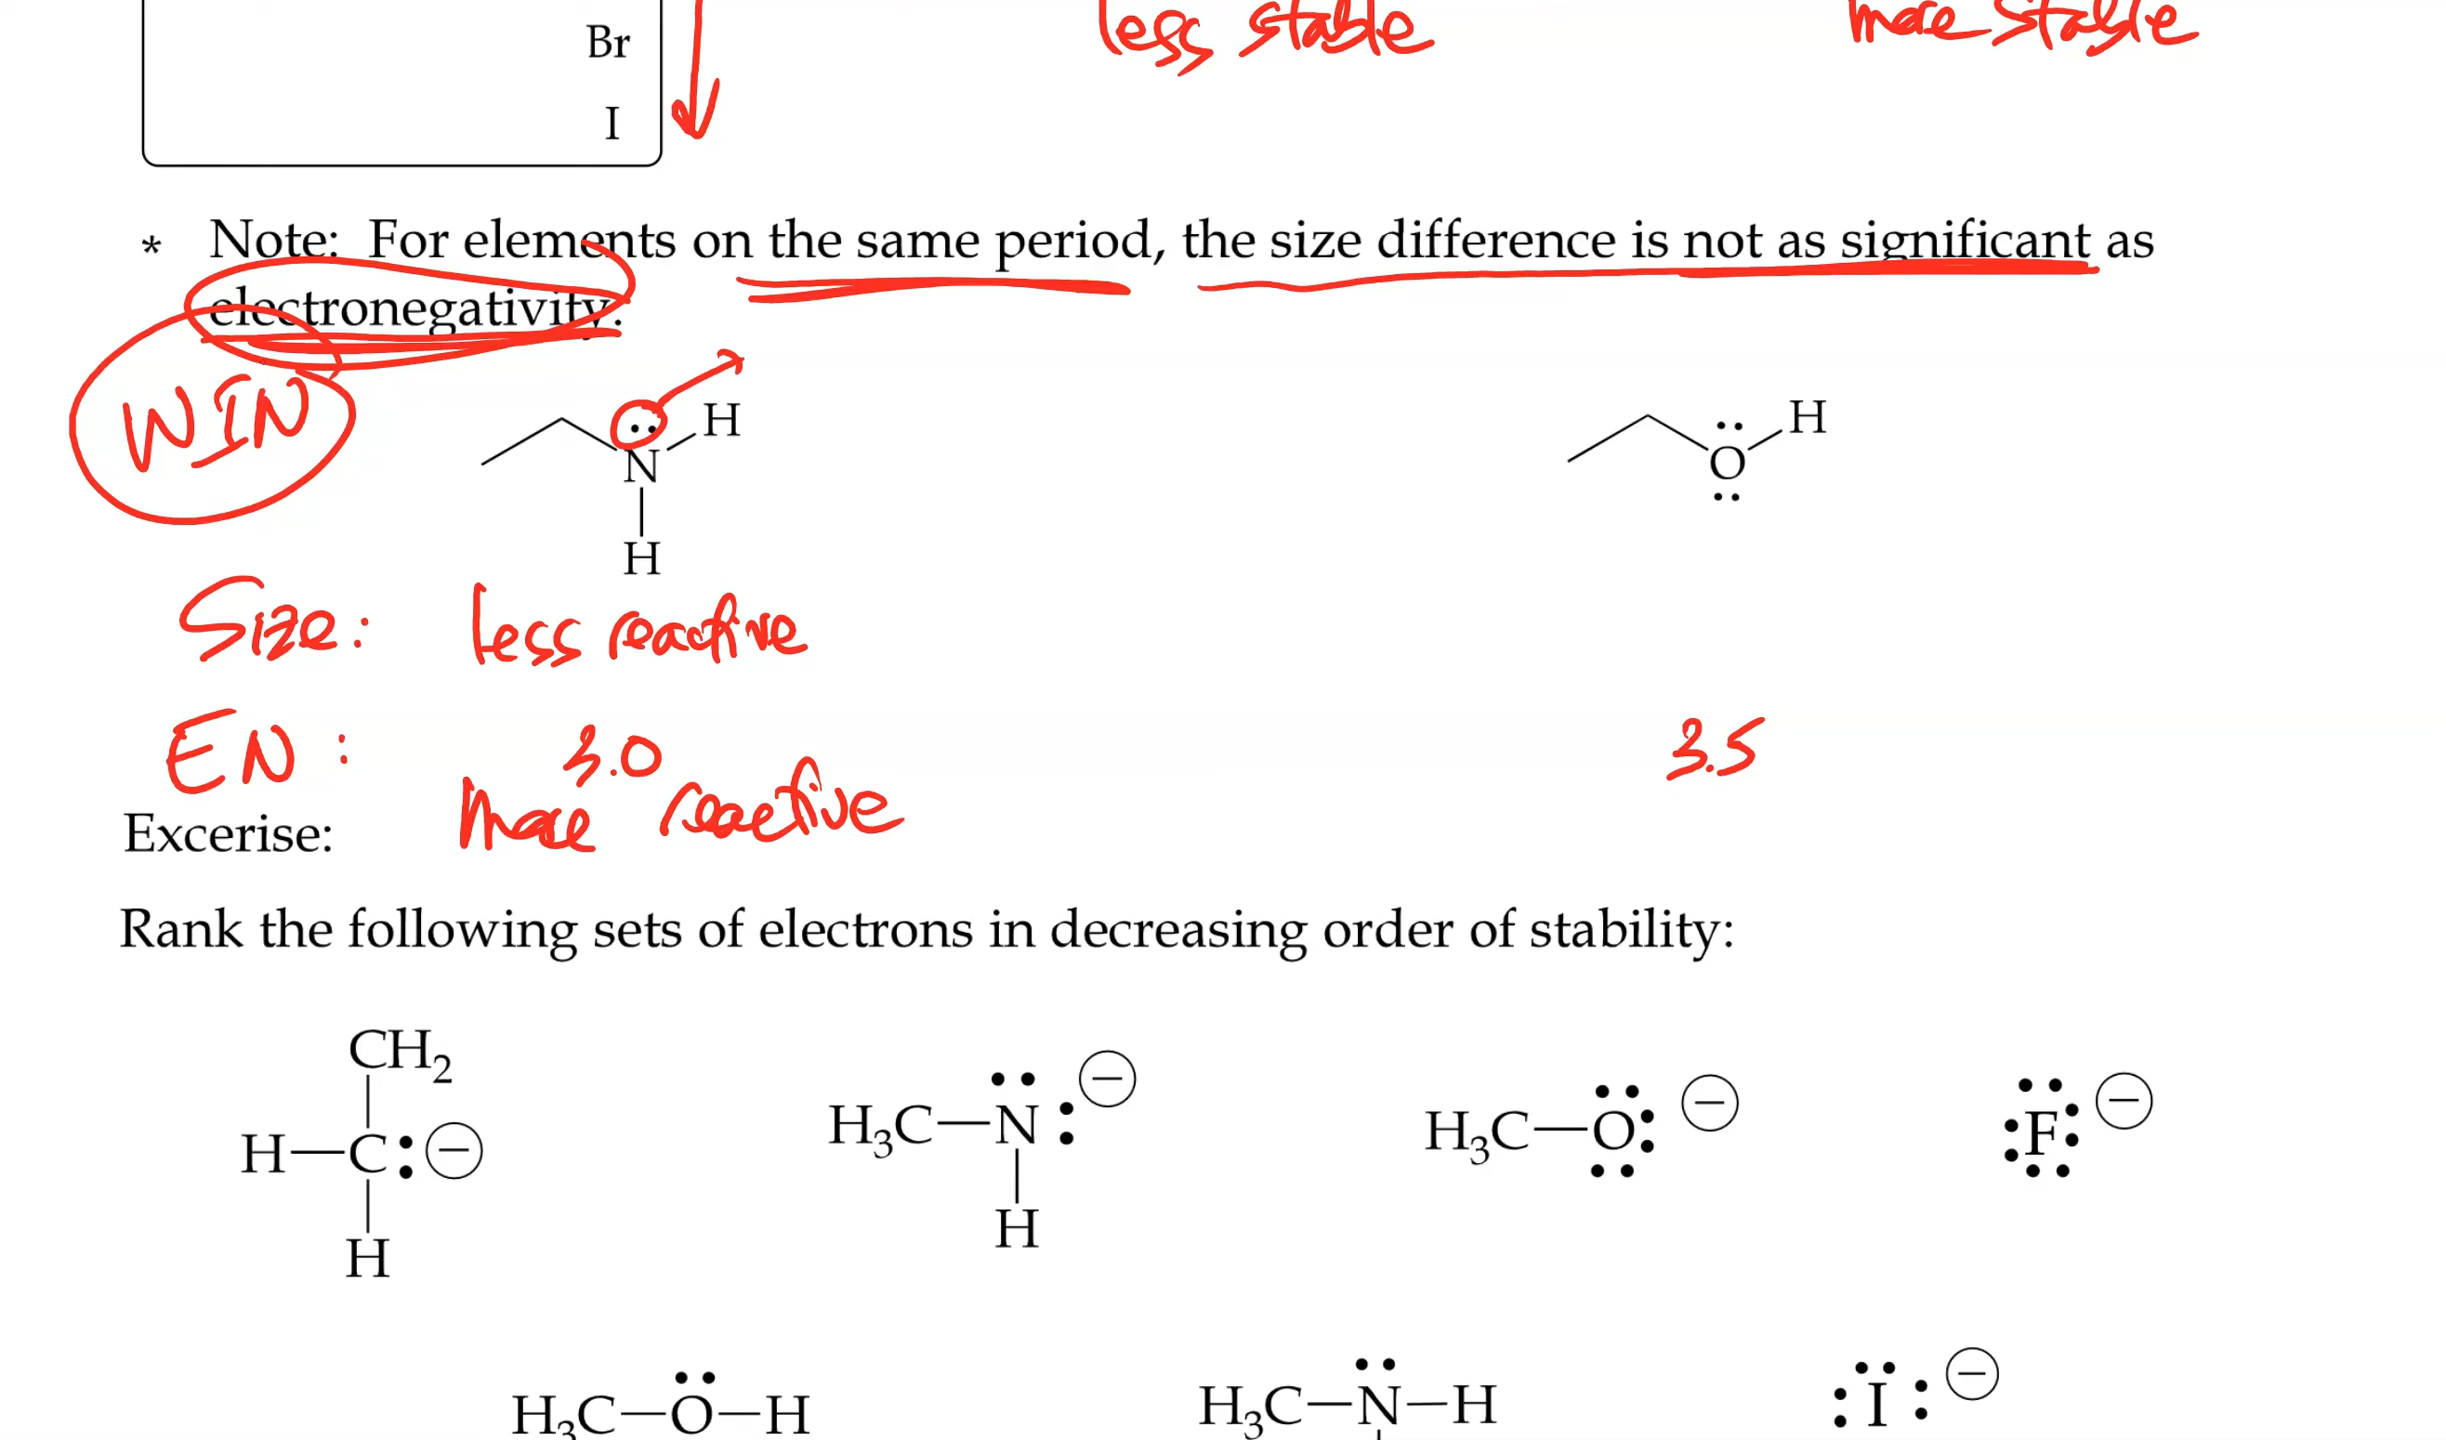 Br
less stable more stable
I
* Note: For elements on the same period, the size difference is not as significant as
electronegativity.
WIN
N H
H
O H
Size: less reactive
EN: 3.0 3.5
more reactive
Excerise:
Rank the following sets of electrons in decreasing order of stability:
CH₂
H—C:⊖
H
H₃C—N:⊖
H
H₃C—O:⊖
:F:⊖
H₃C—O—H H₃C—N—H :I:⊖